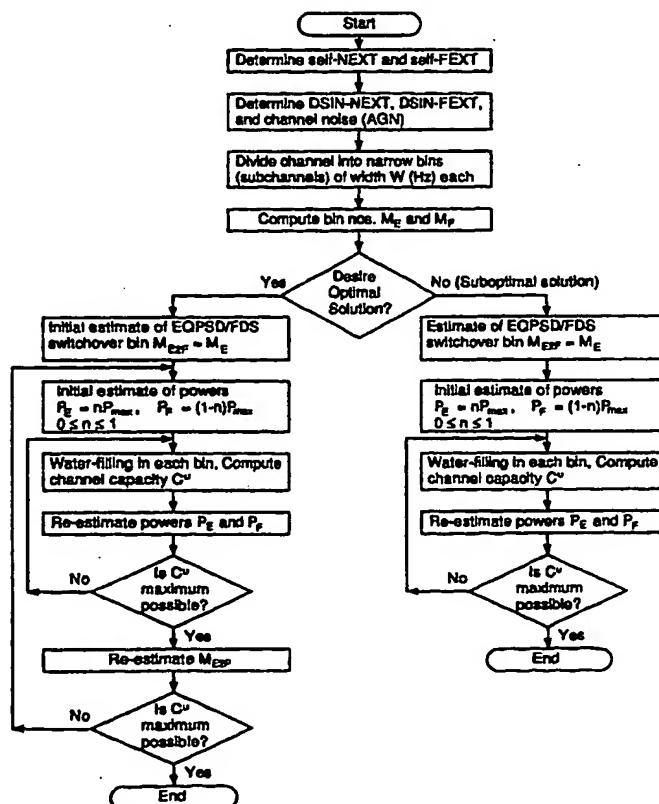 Start
Determine self-NEXT and self-FEXT
Determine DSIN-NEXT, DSIN-FEXT,
and channel noise (AGN)
Divide channel into narrow bins
(subchannels) of width W (Hz) each
Compute bin nos. M_E and M_F
Yes
Desire
Optimal
Solution?
No (Suboptimal solution)
Initial estimate of EQPSD/FDS
switchover bin M_E2F = M_E
Initial estimate of powers
P_E = nP_max, P_F = (1-n)P_max
0 ≤ n ≤ 1
Water-filling in each bin, Compute
channel capacity C^u
Re-estimate powers P_E and P_F
No
Is C^u
maximum
possible?
Yes
Re-estimate M_E2F
No
Is C^u
maximum
possible?
Yes
End
Estimate of EQPSD/FDS
switchover bin M_E2F = M_E
Initial estimate of powers
P_E = nP_max, P_F = (1-n)P_max
0 ≤ n ≤ 1
Water-filling in each bin, Compute
channel capacity C^u
Re-estimate powers P_E and P_F
No
Is C^u
maximum
possible?
Yes
End